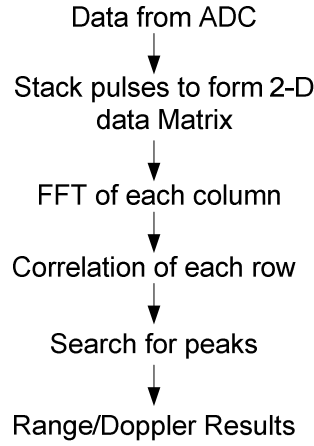 Data from ADC
Stack pulses to form 2-D
data Matrix
FFT of each column
Correlation of each row
Search for peaks
Range/Doppler Results